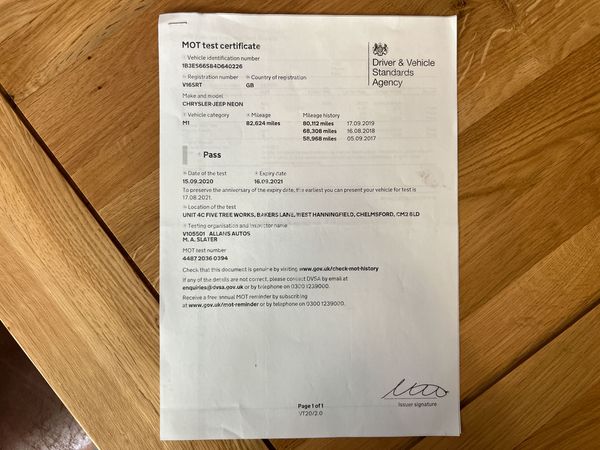 MOT test certificate
Driver & Vehicle
Standards
Agency
Vehicle identification number
1B3ES66S84D640226
Registration number Country of registration
V16SRT GB
Make and model
CHRYSLER-JEEP NEON
Vehicle category Mileage Mileage history
M1 82,624 miles 80,112 miles 17.09.2019
68,308 miles 16.08.2018
58,968 miles 05.09.2017
Pass
Date of the test Expiry date
15.09.2020 16.09.2021
To preserve the anniversary of the expiry date, the earliest you can present your vehicle for test is
17.08.2021.
Location of the test
UNIT 4C FIVE TREE WORKS, BAKERS LANE, WEST HANNINGFIELD, CHELMSFORD, CM2 8LD
Testing organisation and inspector name
V105501 ALLANS AUTOS
M. A. SLATER
MOT test number
4487 2036 0394
Check that this document is genuine by visiting www.gov.uk/check-mot-history
If any of the details are not correct, please contact DVSA by email at
enquiries@dvsa.gov.uk or by telephone on 0300 1239000.
Receive a free annual MOT reminder by subscribing
at www.gov.uk/mot-reminder or by telephone on 0300 1239000.
Issuer signature
Page 1 of 1
VT20/2.0